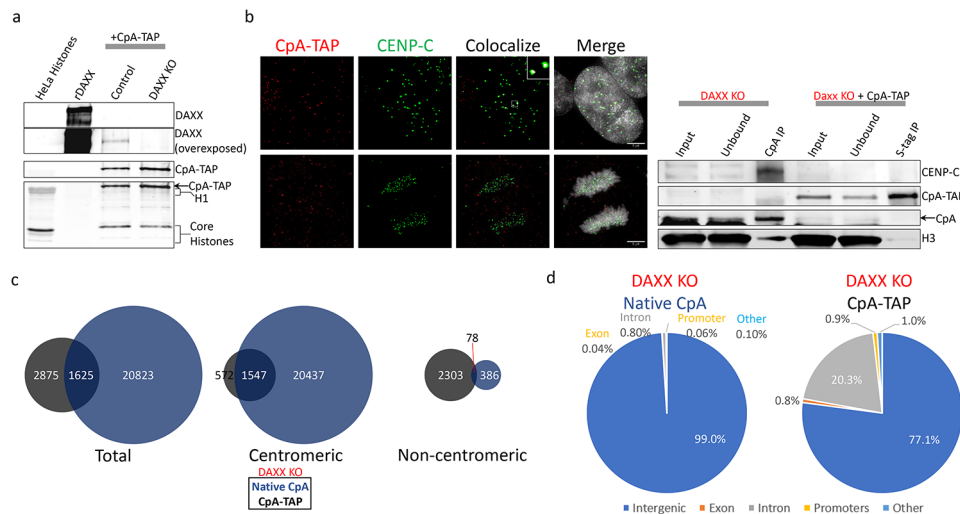 a
+CpA-TAP
HeLa Histones
rDAXX
Control
DAXX KO
DAXX
DAXX
(overexposed)
CpA-TAP
CpA-TAP
H1
Core
Histones
b
CpA-TAP
CENP-C
Colocalize
Merge
DAXX KO
Daxx KO + CpA-TAP
Input
Unbound
CpA IP
Input
Unbound
S-tag IP
CENP-C
CpA-TAP
CpA
H3
c
2875
1625
20823
Total
572
1547
20437
Centromeric
78
2303
386
Non-centromeric
DAXX KO
Native CpA
CpA-TAP
d
DAXX KO
Native CpA
Exon
0.04%
Intron
0.80%
Promoter
0.06%
Other
0.10%
99.0%
DAXX KO
CpA-TAP
0.9%
1.0%
20.3%
0.8%
77.1%
Intergenic
Exon
Intron
Promoters
Other